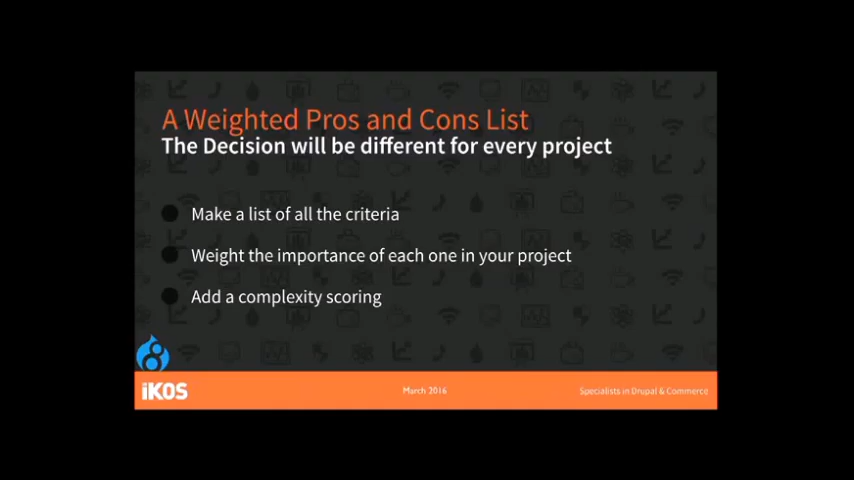 A Weighted Pros and Cons List
The Decision will be different for every project
Make a list of all the criteria
Weight the importance of each one in your project
Add a complexity scoring
iKOS
March 2016
Specialists in Drupal & Commerce